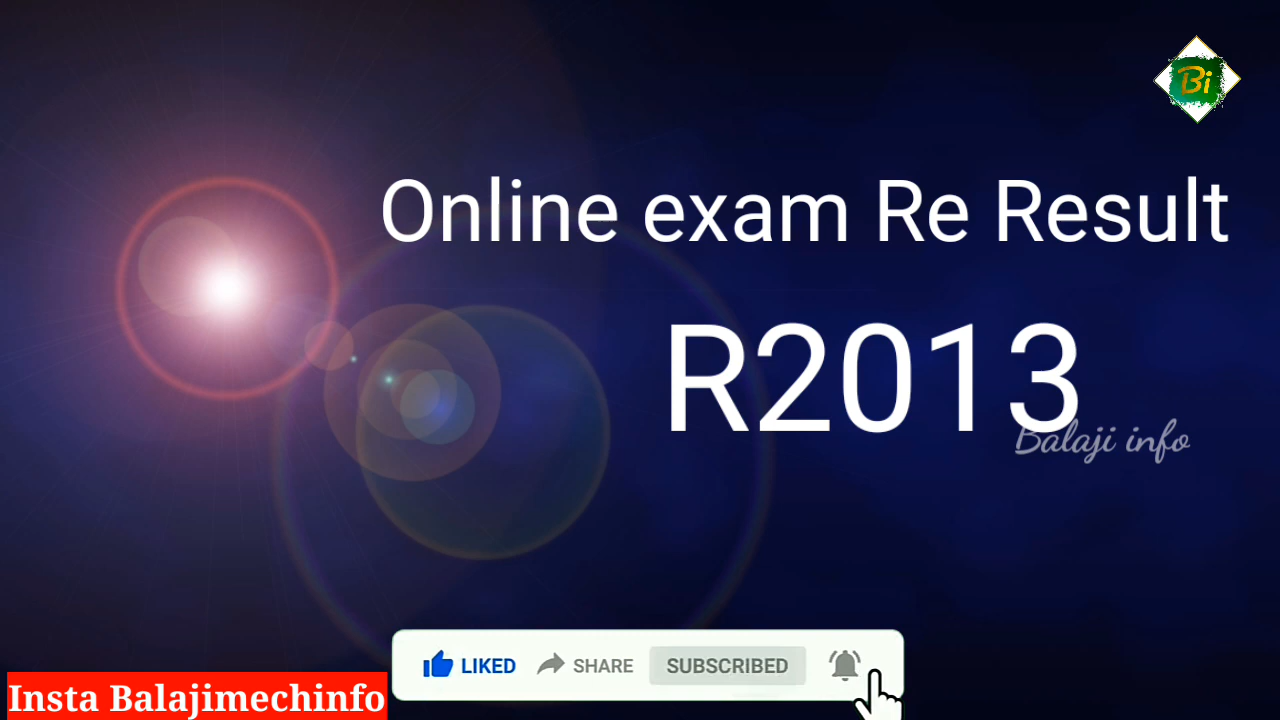 Bi
Online exam Re Result
R2013
Balaji info
LIKED SHARE SUBSCRIBED
Insta Balajimechinfo